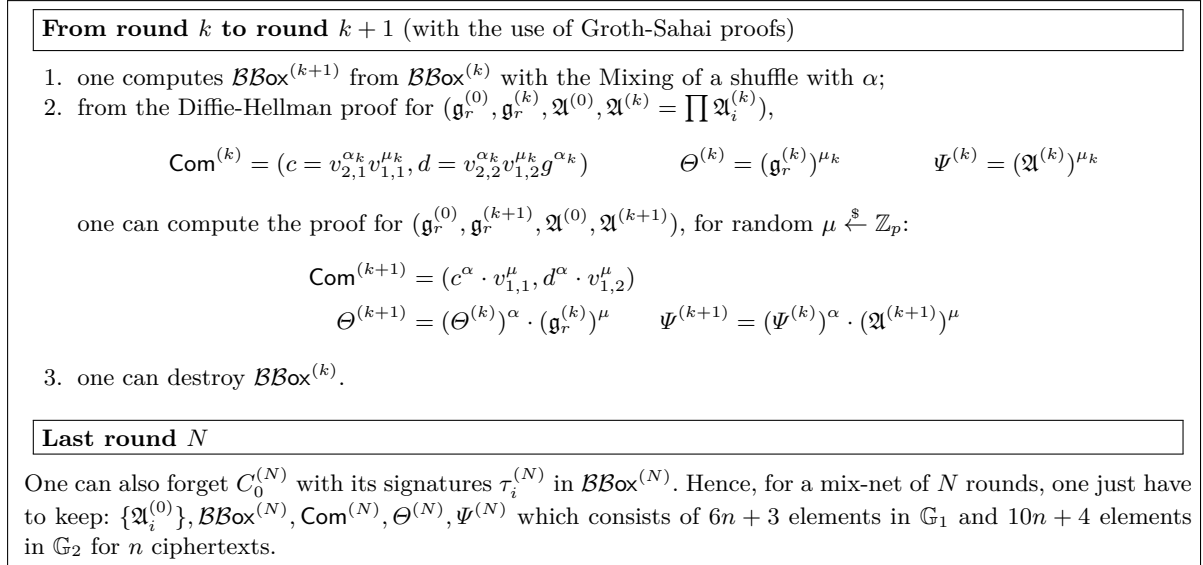 From round k to round k + 1 (with the use of Groth-Sahai proofs)
1. one computes 𝓑𝓑ox^{(k+1)} from 𝓑𝓑ox^{(k)} with the Mixing of a shuffle with α;
2. from the Diffie-Hellman proof for (𝔤_r^{(0)}, 𝔤_r^{(k)}, 𝔄^{(0)}, 𝔄^{(k)} = ∏ 𝔄_i^{(k)}),
Com^{(k)} = (c = v_{2,1}^{α_k} v_{1,1}^{μ_k}, d = v_{2,2}^{α_k} v_{1,2}^{μ_k} g^{α_k}) Θ^{(k)} = (𝔤_r^{(k)})^{μ_k} Ψ^{(k)} = (𝔄^{(k)})^{μ_k}
one can compute the proof for (𝔤_r^{(0)}, 𝔤_r^{(k+1)}, 𝔄^{(0)}, 𝔄^{(k+1)}), for random μ ←^{$} ℤ_p:
Com^{(k+1)} = (c^α · v_{1,1}^μ, d^α · v_{1,2}^μ)
Θ^{(k+1)} = (Θ^{(k)})^α · (𝔤_r^{(k)})^μ Ψ^{(k+1)} = (Ψ^{(k)})^α · (𝔄^{(k+1)})^μ
3. one can destroy 𝓑𝓑ox^{(k)}.
Last round N
One can also forget C_0^{(N)} with its signatures τ_i^{(N)} in 𝓑𝓑ox^{(N)}. Hence, for a mix-net of N rounds, one just have
to keep: {𝔄_i^{(0)}}, 𝓑𝓑ox^{(N)}, Com^{(N)}, Θ^{(N)}, Ψ^{(N)} which consists of 6n + 3 elements in 𝔾_1 and 10n + 4 elements
in 𝔾_2 for n ciphertexts.